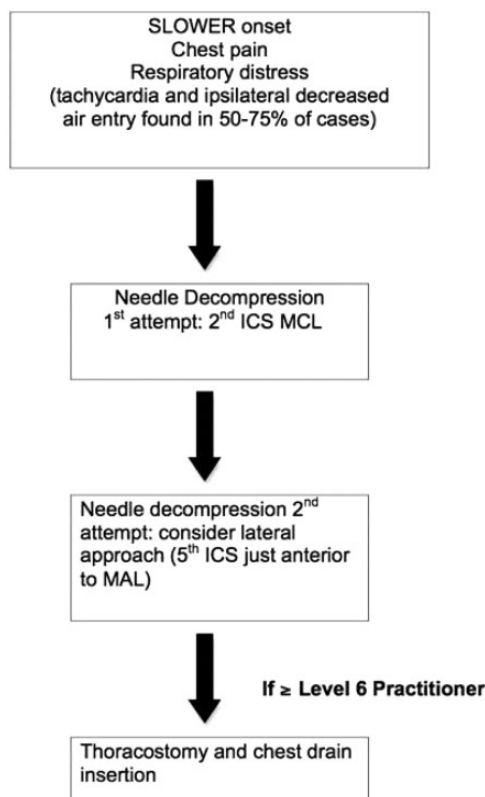 SLOWER onset
Chest pain
Respiratory distress
(tachycardia and ipsilateral decreased
air entry found in 50-75% of cases)
Needle Decompression
1st attempt: 2nd ICS MCL
Needle decompression 2nd
attempt: consider lateral
approach (5th ICS just anterior
to MAL)
If ≥ Level 6 Practitioner
Thoracostomy and chest drain
insertion